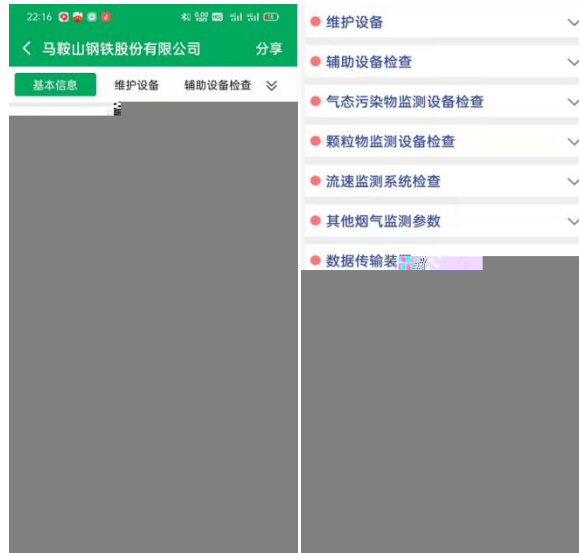 22:16
马鞍山钢铁股份有限公司 分享
基本信息 维护设备 辅助设备检查
维护设备
辅助设备检查
气态污染物监测设备检查
颗粒物监测设备检查
流速监测系统检查
其他烟气监测参数
数据传输装